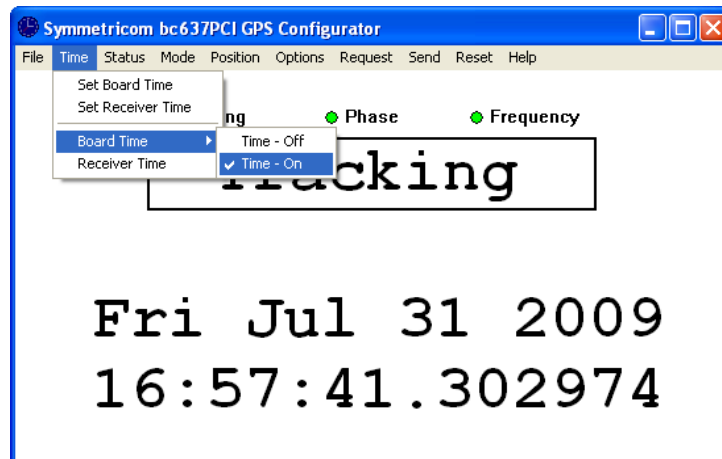 Symmetricom bc637PCI GPS Configurator
File Time Status Mode Position Options Request Send Reset Help
Set Board Time
Set Receiver Time
Board Time
Receiver Time
Time - Off
Time - On
Phase
Frequency
Tracking
Fri Jul 31 2009
16:57:41.302974